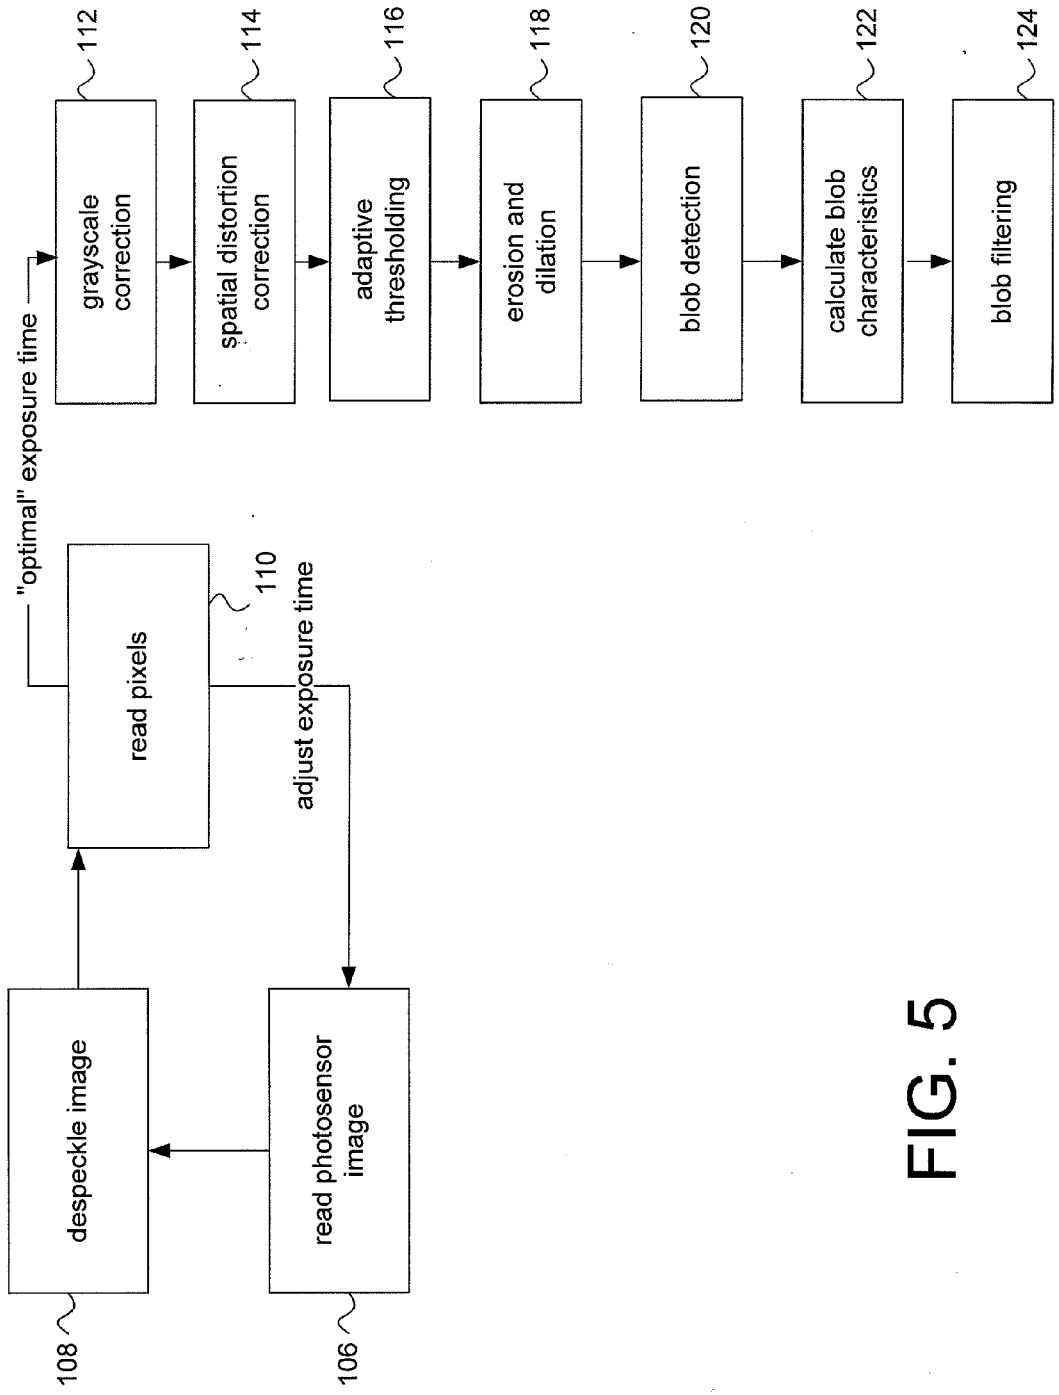 108
despeckle image
106
read photosensor
image
read pixels
110
"optimal" exposure time
adjust exposure time
grayscale
correction
112
spatial distortion
correction
114
adaptive
thresholding
116
erosion and
dilation
118
blob detection
120
calculate blob
characteristics
122
blob filtering
124
FIG. 5